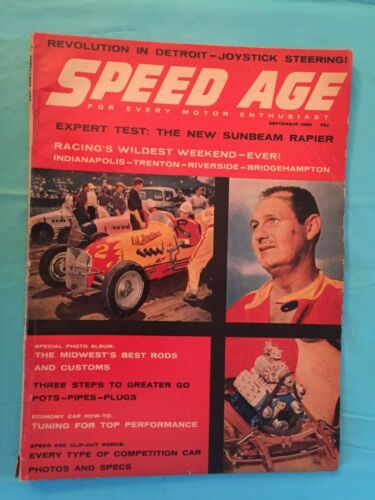 REVOLUTION IN DETROIT-JOYSTICK STEERING!
SPEED AGE
FOR EVERY MOTOR ENTHUSIAST
SEPTEMBER
EXPERT TEST: THE NEW SUNBEAM RAPIER
RACING'S WILDEST WEEKEND-EVER!
INDIANAPOLIS-TRENTON-RIVERSIDE-BRIDGEHAMPTON
SPECIAL PHOTO ALBUM:
THE MIDWEST'S BEST RODS
AND CUSTOMS
THREE STEPS TO GREATER GO
POTS-PIPES-PLUGS
ECONOMY CAR HOW-TO:
TUNING FOR TOP PERFORMANCE
SPEED AGE CLIP-OUT BONUS:
EVERY TYPE OF COMPETITION CAR
PHOTOS AND SPECS